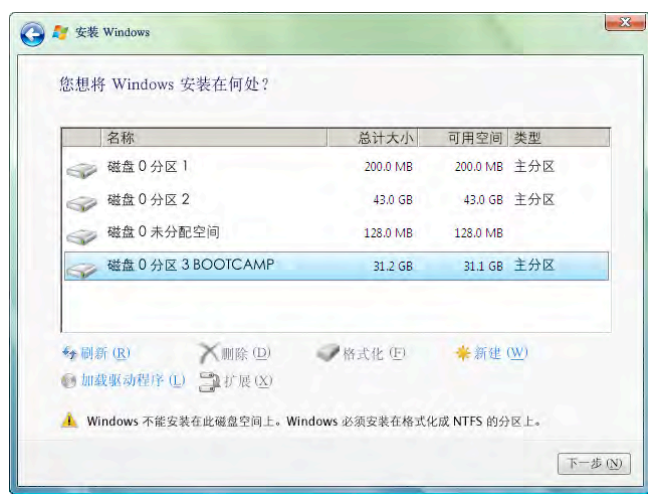 安装 Windows
您想将 Windows 安装在何处？
名称 总计大小 可用空间 类型
磁盘 0 分区 1 200.0 MB 200.0 MB 主分区
磁盘 0 分区 2 43.0 GB 43.0 GB 主分区
磁盘 0 未分配空间 128.0 MB 128.0 MB
磁盘 0 分区 3 BOOTCAMP 31.2 GB 31.1 GB 主分区
刷新 (R) 删除 (D) 格式化 (F) 新建 (W)
加载驱动程序 (L) 扩展 (X)
Windows 不能安装在此磁盘空间上。Windows 必须安装在格式化成 NTFS 的分区上。
下一步 (N)